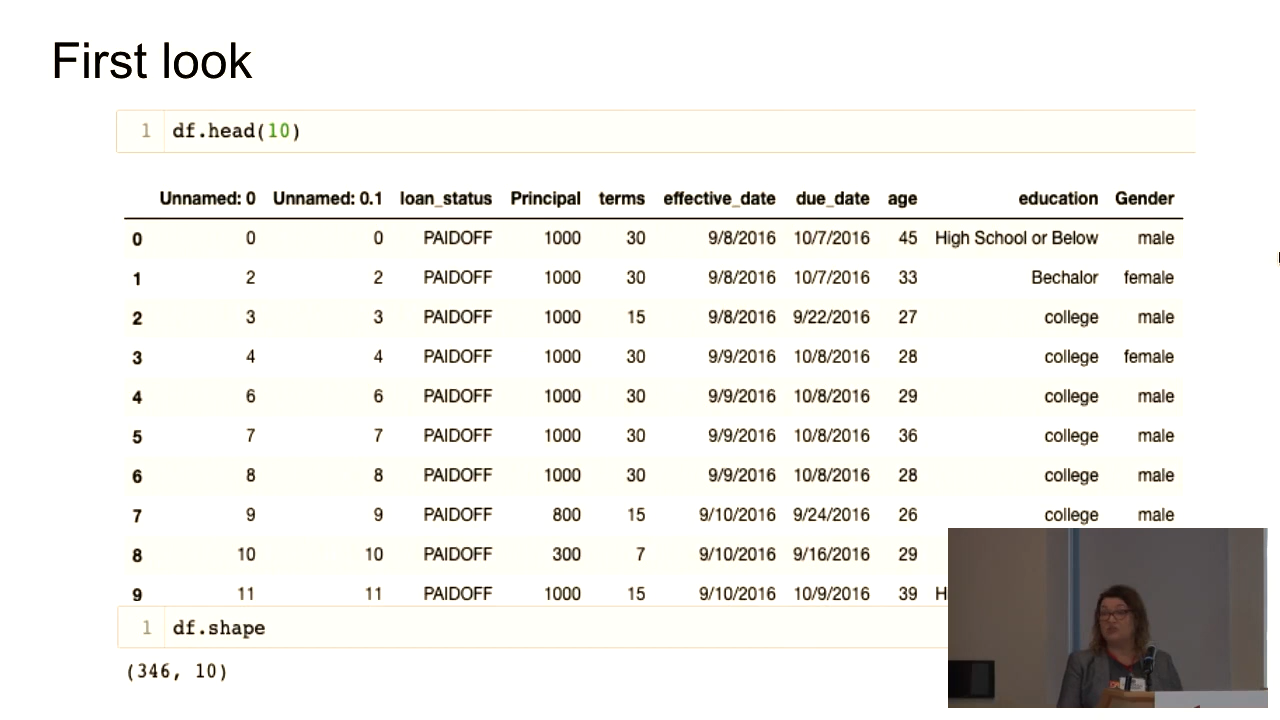 First look
1 df.head(10)
Unnamed: 0 Unnamed: 0.1 loan_status Principal terms effective_date due_date age education Gender
0 0 0 PAIDOFF 1000 30 9/8/2016 10/7/2016 45 High School or Below male
1 2 2 PAIDOFF 1000 30 9/8/2016 10/7/2016 33 Bechalor female
2 3 3 PAIDOFF 1000 15 9/8/2016 9/22/2016 27 college male
3 4 4 PAIDOFF 1000 30 9/9/2016 10/8/2016 28 college female
4 6 6 PAIDOFF 1000 30 9/9/2016 10/8/2016 29 college male
5 7 7 PAIDOFF 1000 30 9/9/2016 10/8/2016 36 college male
6 8 8 PAIDOFF 1000 30 9/9/2016 10/8/2016 28 college male
7 9 9 PAIDOFF 800 15 9/10/2016 9/24/2016 26 college male
8 10 10 PAIDOFF 300 7 9/10/2016 9/16/2016 29
9 11 11 PAIDOFF 1000 15 9/10/2016 10/9/2016 39 H
1 df.shape
(346, 10)